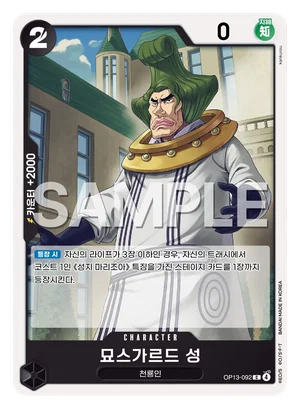 2
0
지혜
知
카운터 +2000
SAMPLE
등장 시 자신의 라이프가 3장 이하인 경우, 자신의 트래시에서
코스트 1인 《성지 마리조아》 특징을 가진 스테이지 카드를 1장까지
등장시킨다.
CHARACTER
묘스가르드 성
천룡인
OP13-092 C
BANDAI MADE IN KOREA